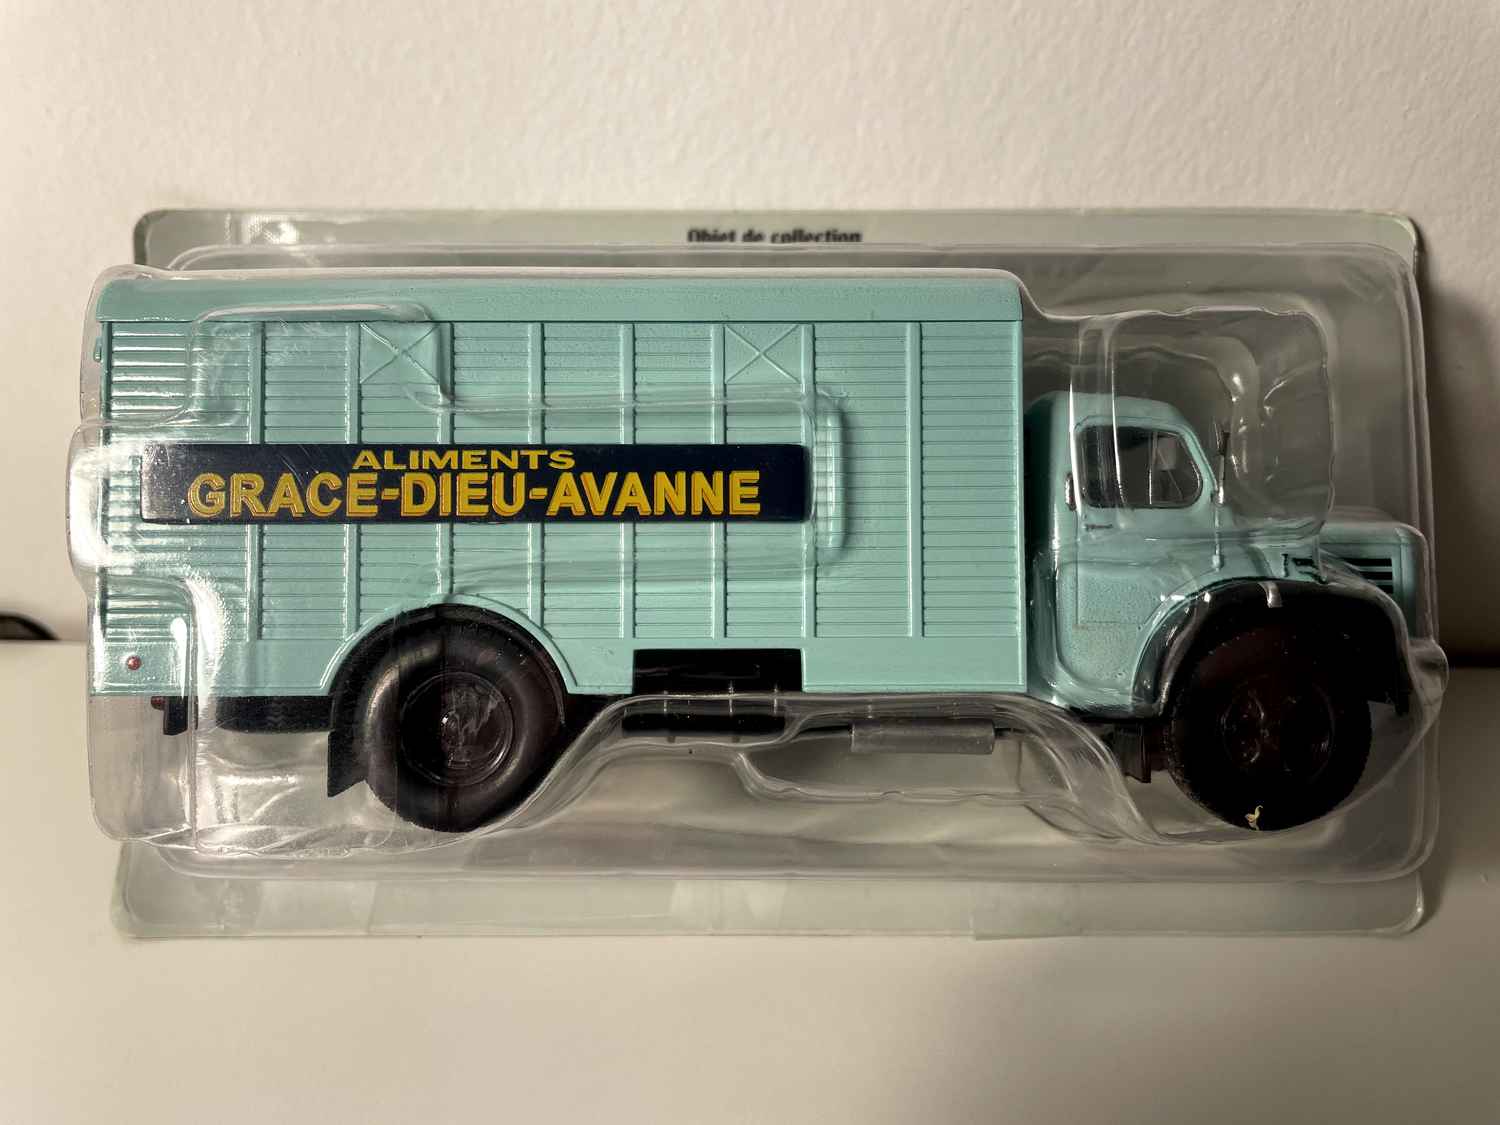 Objet de collection
ALIMENTS
GRACE-DIEU-AVANNE